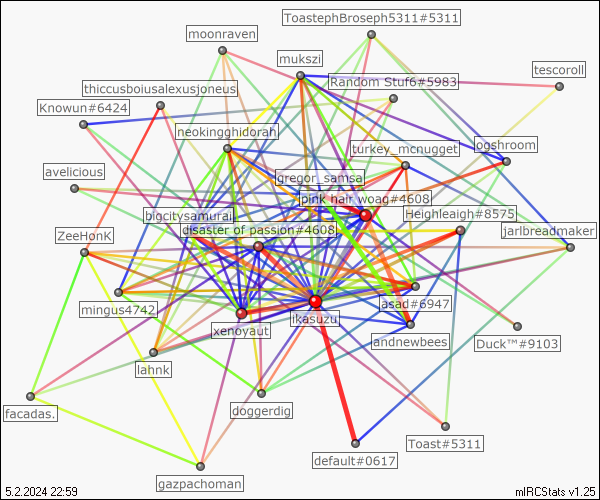 ToastephBroseph5311#5311
moonraven
mukszi
tescoroll
Random Stuf6#5983
thiccusboiusalexusjoneus
Knowun#6424
neokingghidorah
ogshroom
turkey_mcnugget
gregor_samsa
avelicious
pink hair woag#4608
bigcitysamurai
Heighleaigh#8575
disaster of passion#4608
jarlbreadmaker
ZeeHonK
mingus4742
asad#6947
xenoyaut
ikasuzu
andnewbees
Duck™#9103
lahnk
facadas.
doggerdig
Toast#5311
default#0617
gazpachoman
5.2.2024 22:59
mIRCStats v1.25